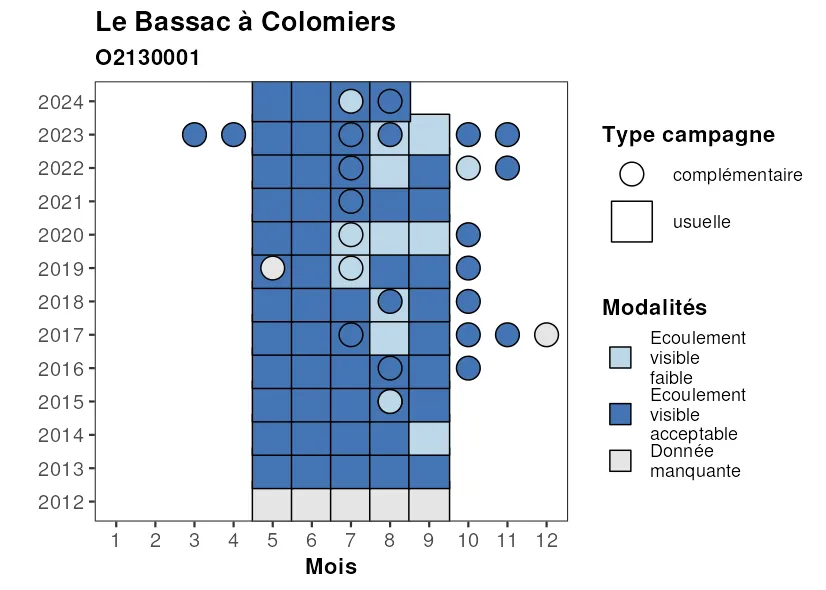 Le Bassac à Colomiers
O2130001
2024
2023
2022
2021
2020
2019
2018
2017
2016
2015
2014
2013
2012
1 2 3 4 5 6 7 8 9 10 11 12
Mois
Type campagne
complémentaire
usuelle
Modalités
Ecoulement
visible
faible
Ecoulement
visible
acceptable
Donnée
manquante